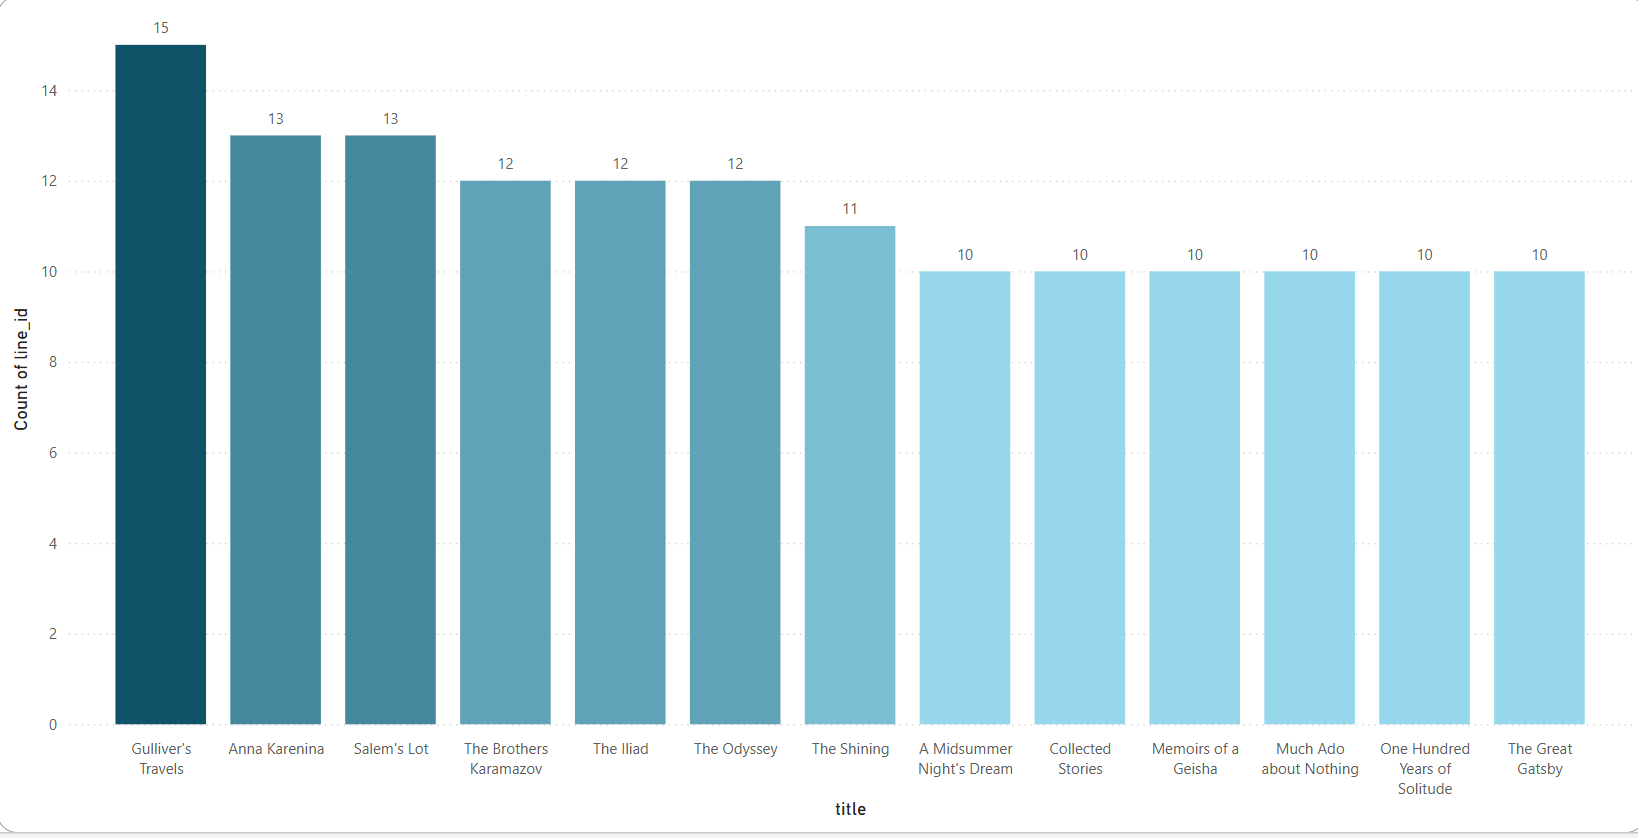 15
14
13
13
12
12
12
12
11
10
10
10
10
10
10
10
8
6
4
2
0
Count of line_id
Gulliver's
Travels
Anna Karenina
Salem's Lot
The Brothers
Karamazov
The Iliad
The Odyssey
The Shining
A Midsummer
Night's Dream
Collected
Stories
Memoirs of a
Geisha
Much Ado
about Nothing
One Hundred
Years of
Solitude
The Great
Gatsby
title